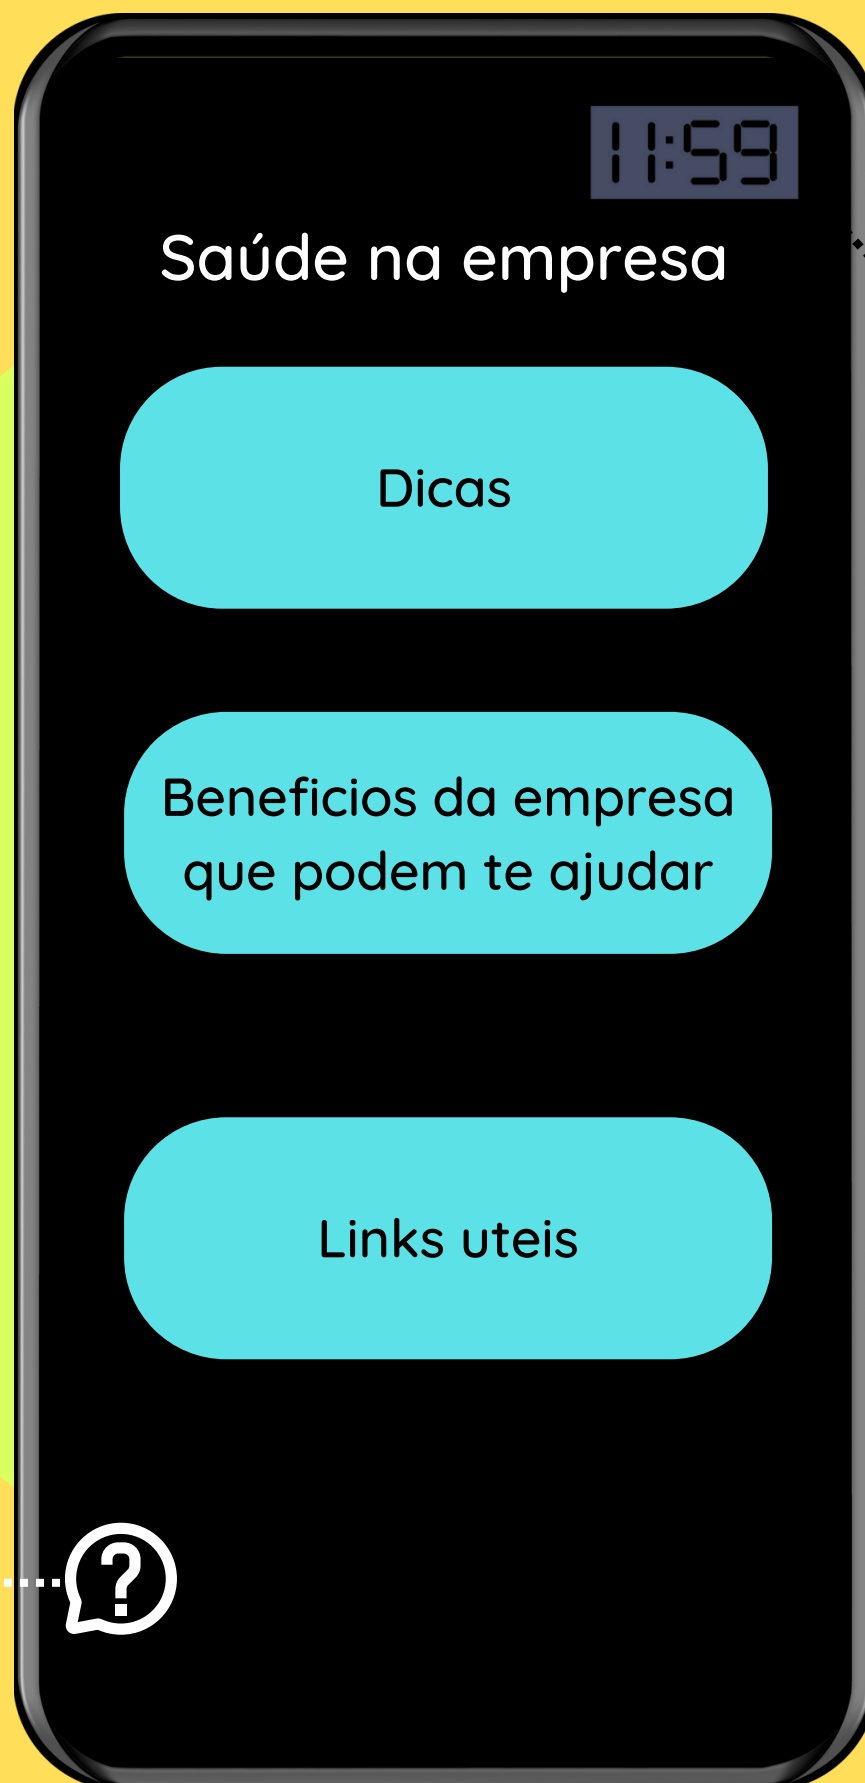 11:59
Saúde na empresa
Dicas
Beneficios da empresa
que podem te ajudar
Links uteis
?